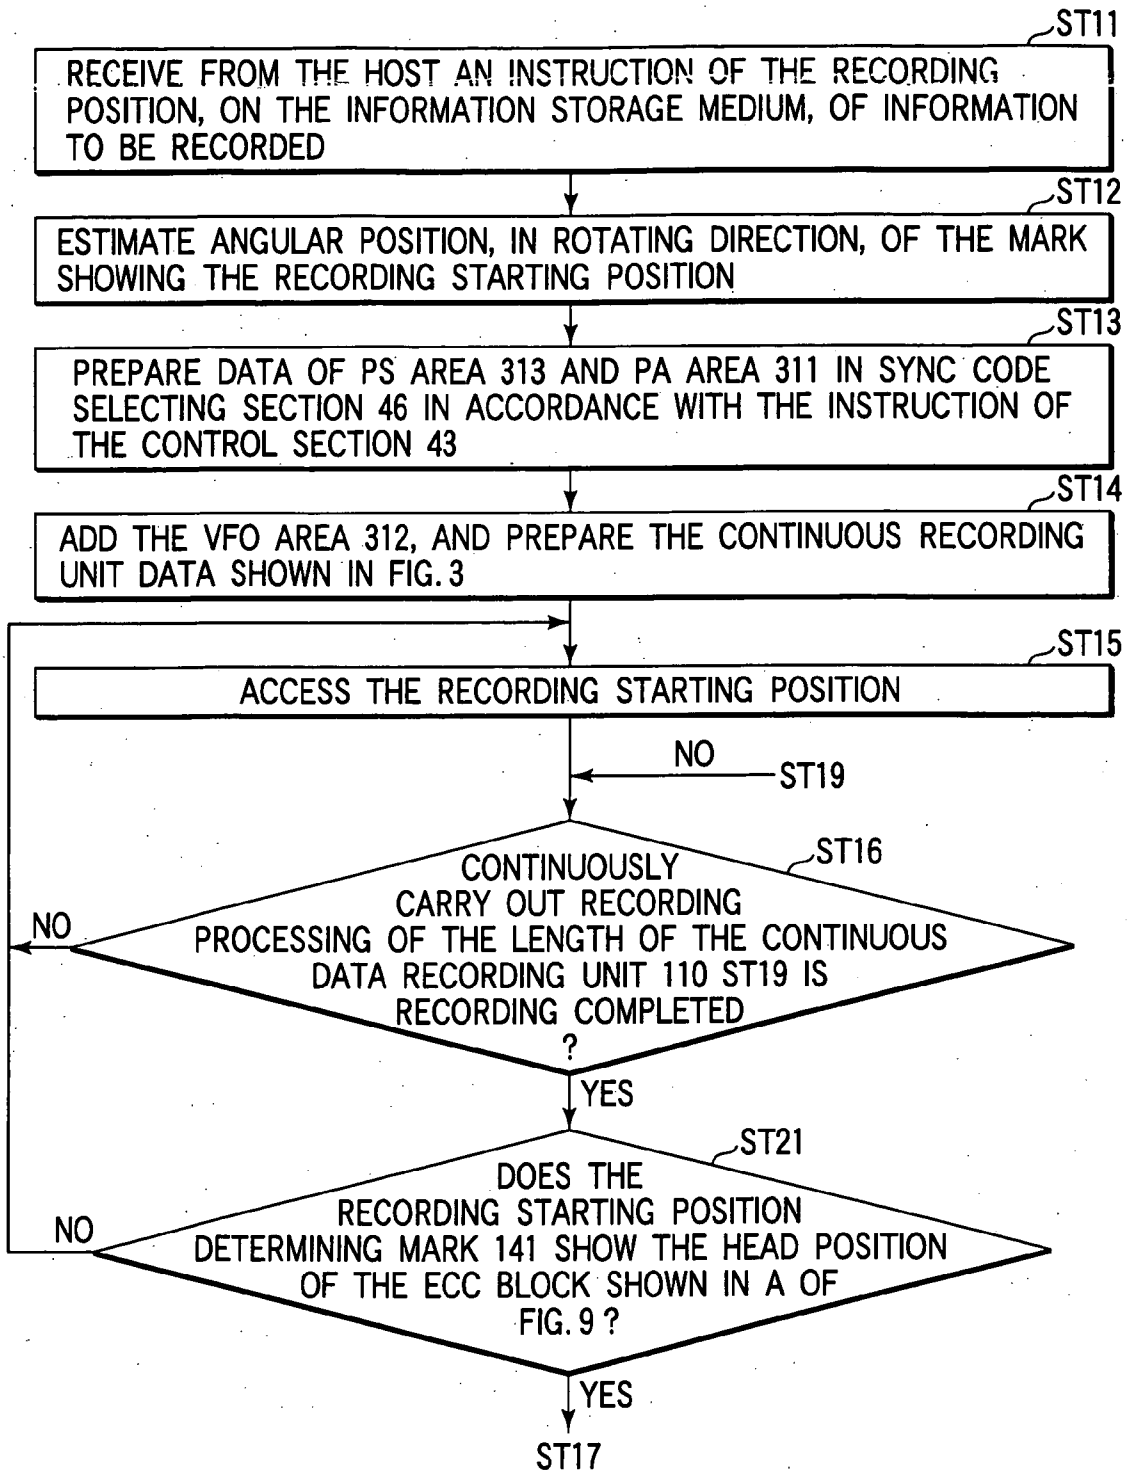 ST11
RECEIVE FROM THE HOST AN INSTRUCTION OF THE RECORDING
POSITION, ON THE INFORMATION STORAGE MEDIUM, OF INFORMATION
TO BE RECORDED
ST12
ESTIMATE ANGULAR POSITION, IN ROTATING DIRECTION, OF THE MARK
SHOWING THE RECORDING STARTING POSITION
ST13
PREPARE DATA OF PS AREA 313 AND PA AREA 311 IN SYNC CODE
SELECTING SECTION 46 IN ACCORDANCE WITH THE INSTRUCTION OF
THE CONTROL SECTION 43
ST14
ADD THE VFO AREA 312, AND PREPARE THE CONTINUOUS RECORDING
UNIT DATA SHOWN IN FIG. 3
ST15
ACCESS THE RECORDING STARTING POSITION
NO
ST19
ST16
CONTINUOUSLY
CARRY OUT RECORDING
NO
PROCESSING OF THE LENGTH OF THE CONTINUOUS
DATA RECORDING UNIT 110 ST19 IS
RECORDING COMPLETED
?
YES
ST21
DOES THE
RECORDING STARTING POSITION
NO
DETERMINING MARK 141 SHOW THE HEAD POSITION
OF THE ECC BLOCK SHOWN IN A OF
FIG. 9 ?
YES
ST17